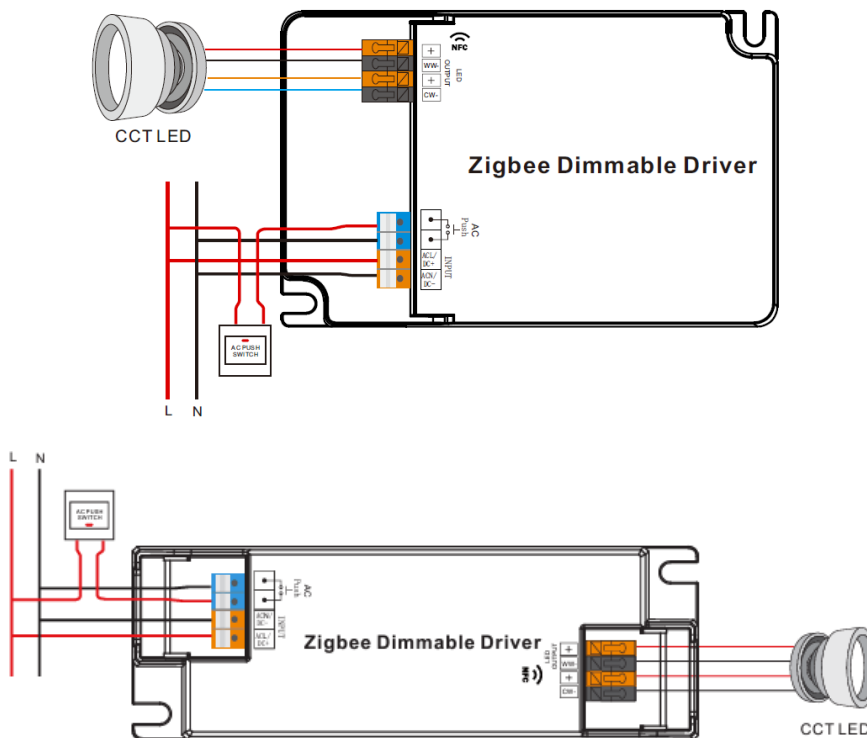 NFC
+
WW-
+
CW-
LED
OUTPUT
CCT LED
Zigbee Dimmable Driver
AC
Push
ACL/
DC+
ACN/
DC-
INPUT
AC PUSH
SWITCH
L N
L N
AC PUSH
SWITCH
AC
Push
ACN/
DC-
ACL/
DC+
INPUT
Zigbee Dimmable Driver
NFC
LED
OUTPUT
+
WW-
+
CW-
CCT LED